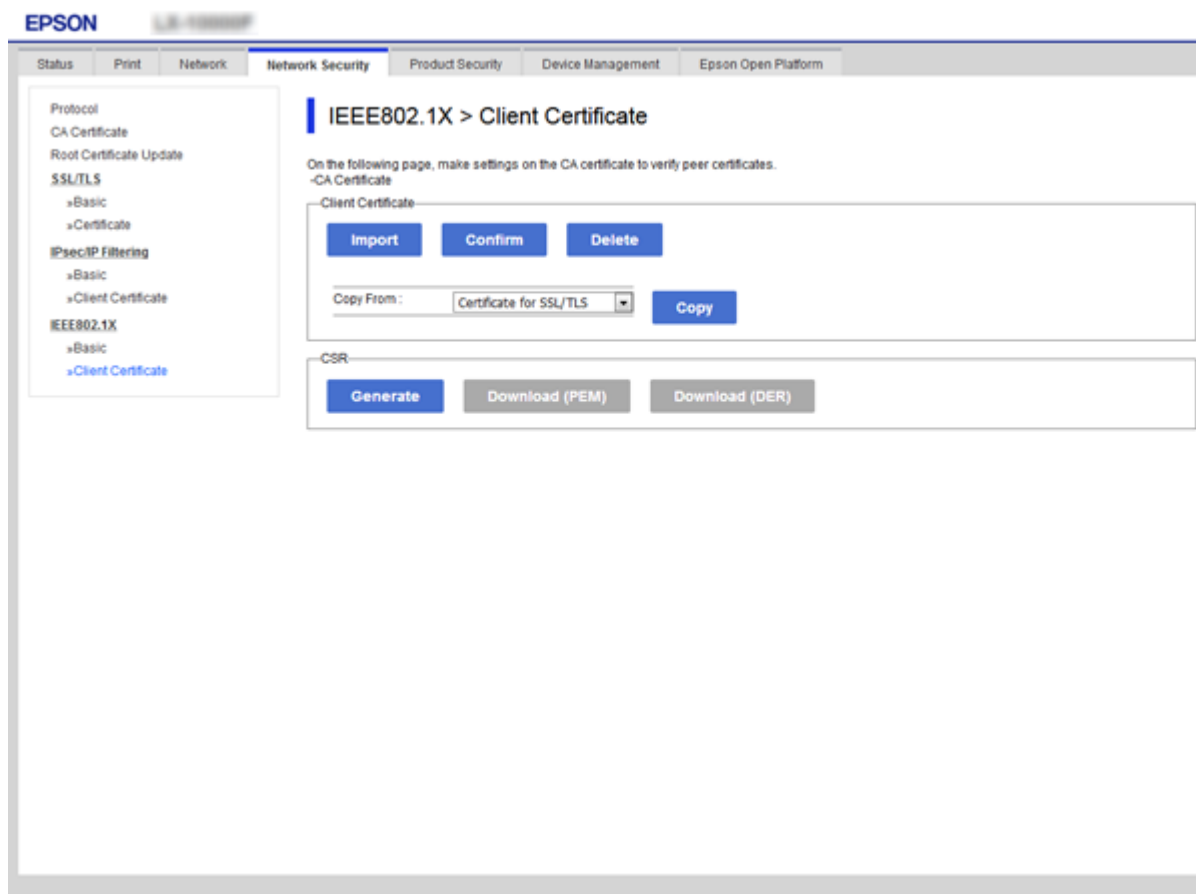 EPSON
Status Print Network Network Security Product Security Device Management Epson Open Platform
Protocol
CA Certificate
Root Certificate Update
SSL/TLS
»Basic
»Certificate
IPsec/IP Filtering
»Basic
»Client Certificate
IEEE802.1X
»Basic
»Client Certificate
IEEE802.1X > Client Certificate
On the following page, make settings on the CA certificate to verify peer certificates.
-CA Certificate
Client Certificate
Import Confirm Delete
Copy From : Certificate for SSL/TLS Copy
CSR
Generate Download (PEM) Download (DER)